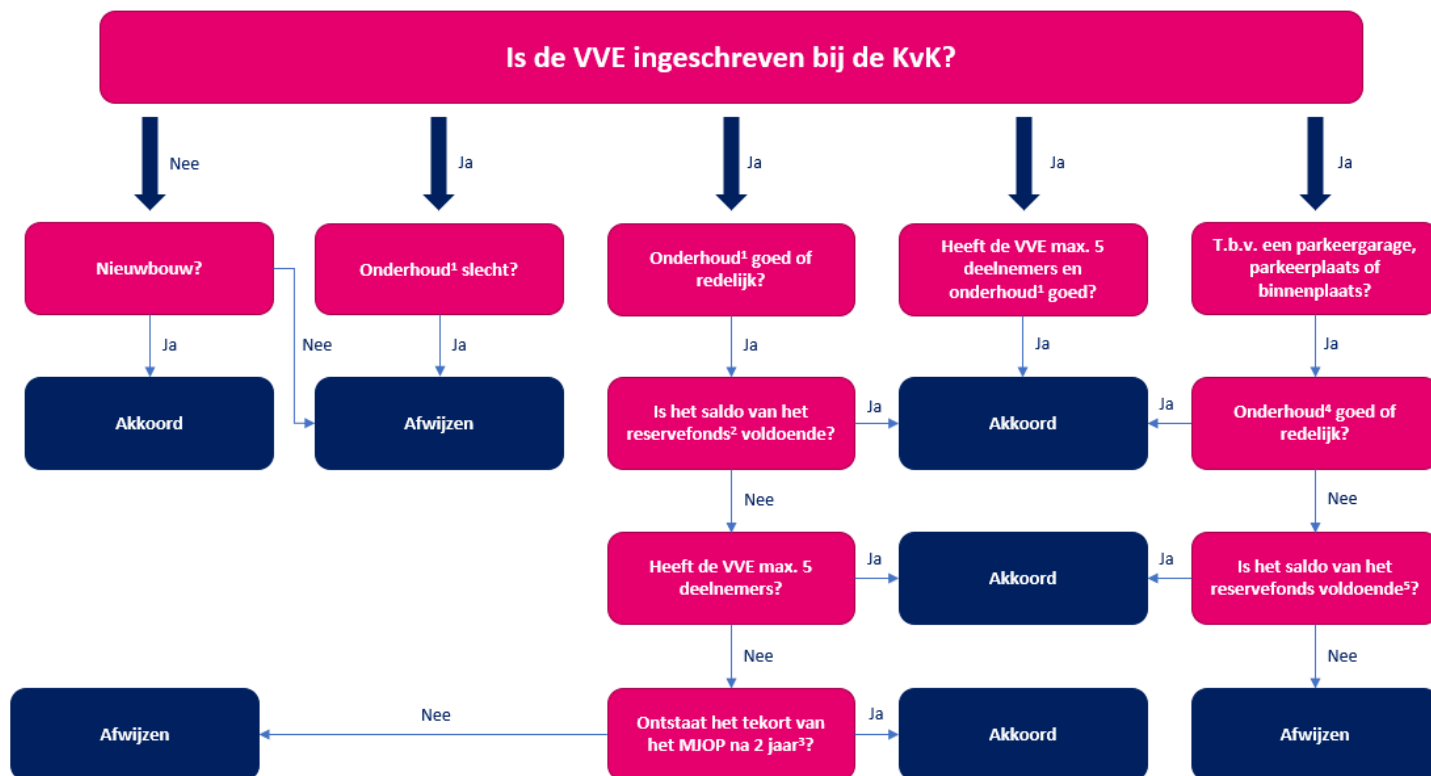 Is de VVE ingeschreven bij de KvK?
Nee
Ja
Ja
Ja
Ja
Nieuwbouw?
Onderhoud¹ slecht?
Onderhoud¹ goed of
redelijk?
Heeft de VVE max. 5
deelnemers en
onderhoud¹ goed?
T.b.v. een parkeergarage,
parkeerplaats of
binnenplaats?
Ja
Nee
Ja
Ja
Ja
Ja
Akkoord
Afwijzen
Is het saldo van het
reservefonds² voldoende?
Ja
Akkoord
Ja
Onderhoud⁴ goed of
redelijk?
Nee
Nee
Heeft de VVE max. 5
deelnemers?
Ja
Akkoord
Ja
Is het saldo van het
reservefonds voldoende⁵?
Nee
Nee
Afwijzen
Nee
Ontstaat het tekort van
het MJOP na 2 jaar³?
Ja
Akkoord
Afwijzen